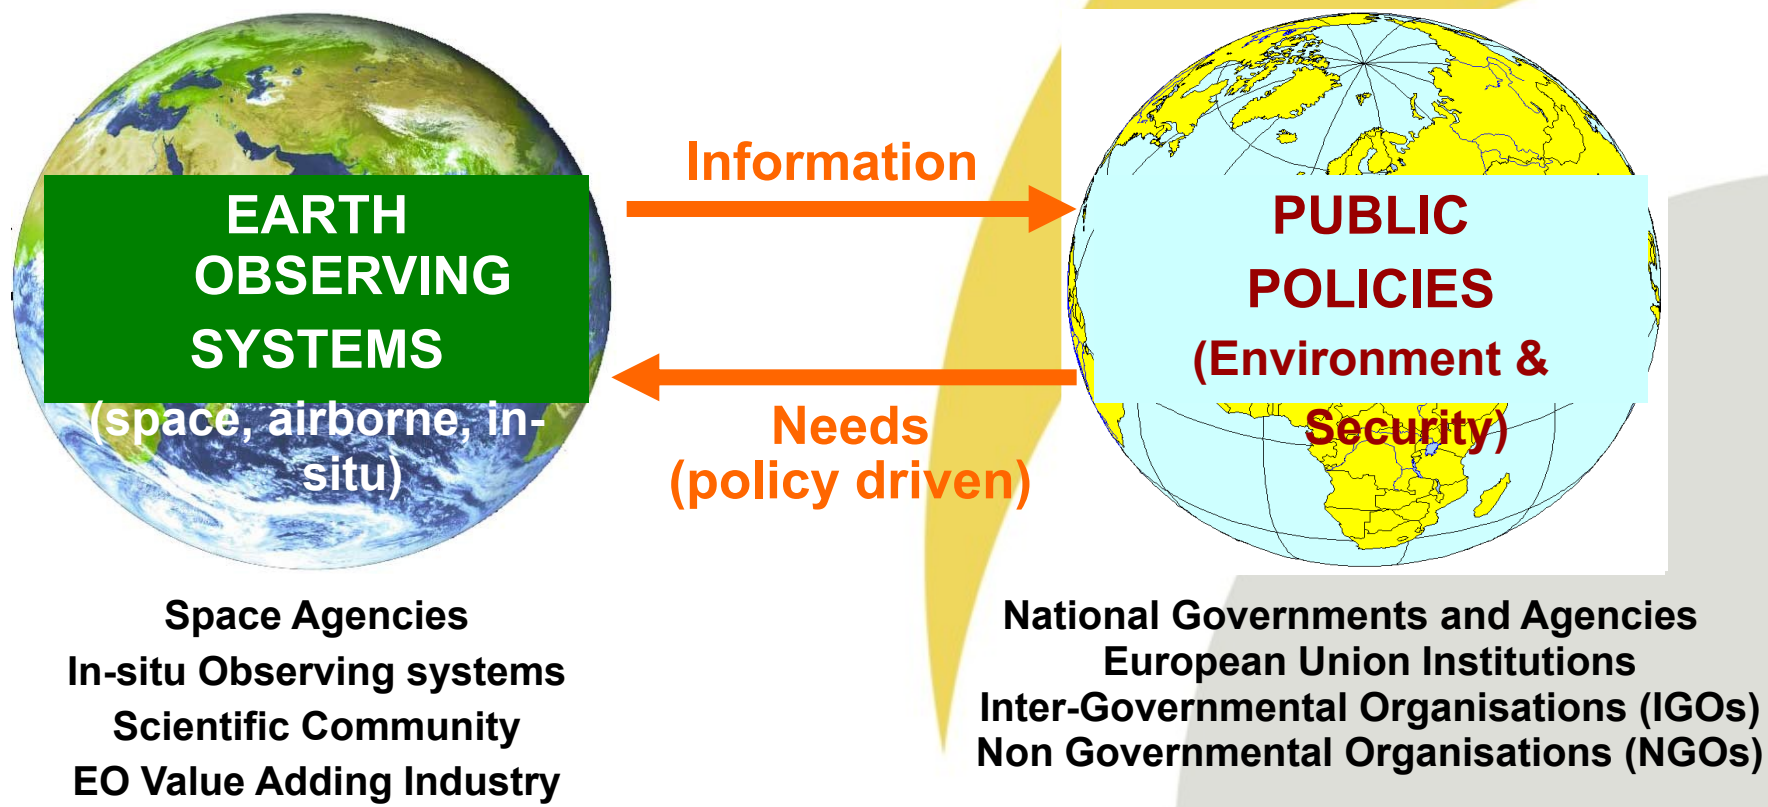 EARTH
OBSERVING
SYSTEMS
(space, airborne, in-
situ)
Information
Needs
(policy driven)
PUBLIC
POLICIES
(Environment &
Security)
Space Agencies
In-situ Observing systems
Scientific Community
EO Value Adding Industry
National Governments and Agencies
European Union Institutions
Inter-Governmental Organisations (IGOs)
Non Governmental Organisations (NGOs)